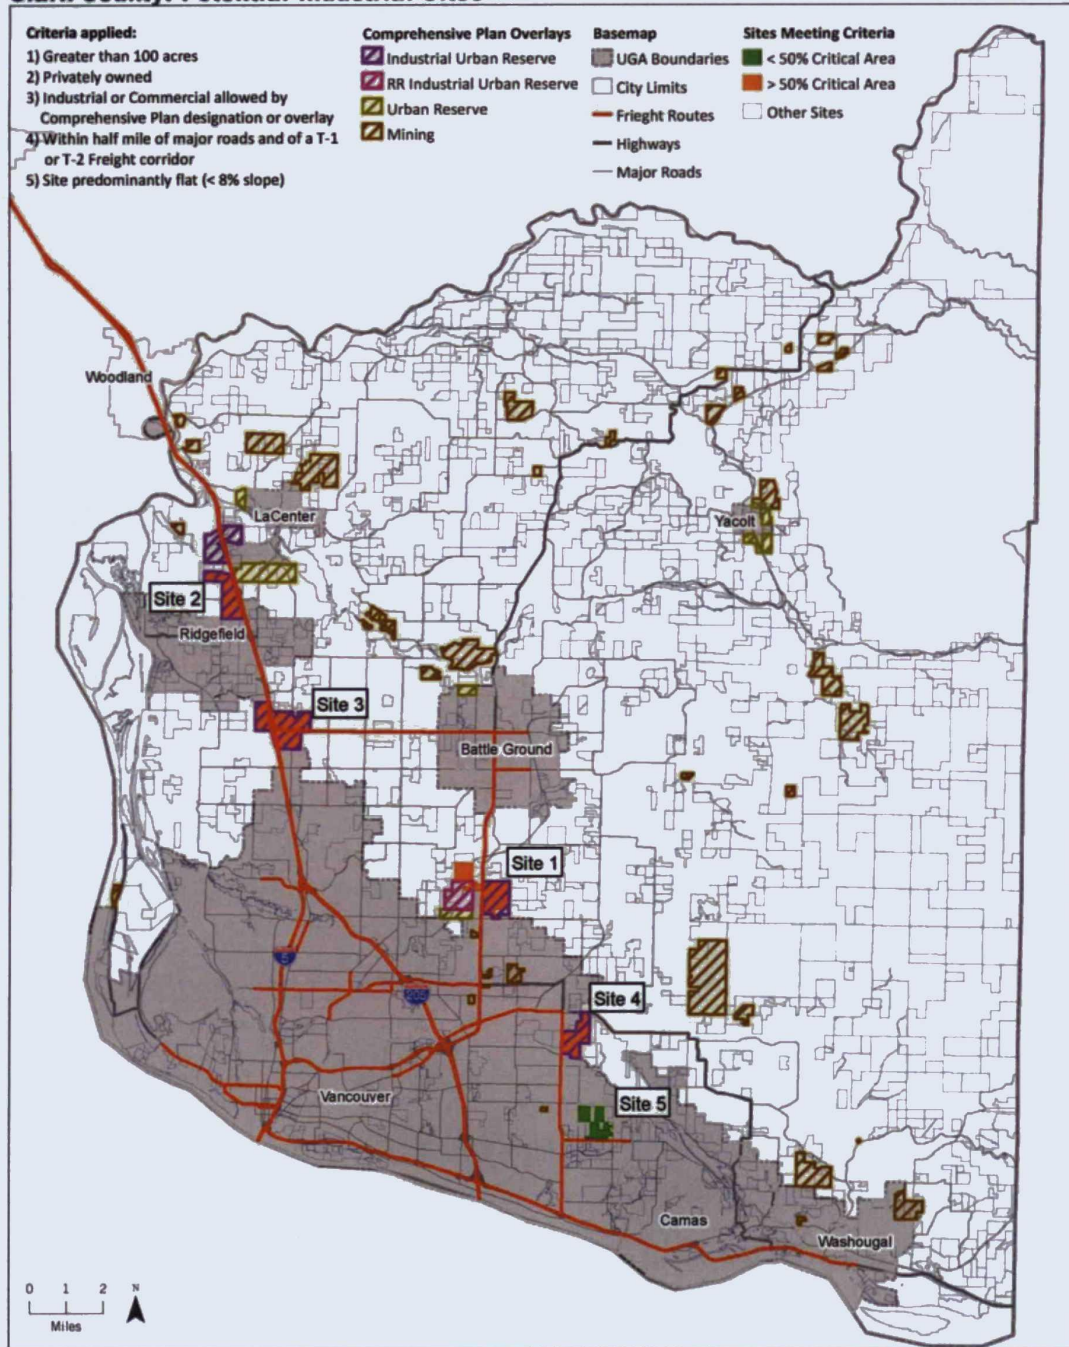 Criteria applied:
1) Greater than 100 acres
2) Privately owned
3) Industrial or Commercial allowed by
Comprehensive Plan designation or overlay
4) Within half mile of major roads and of a T-1
or T-2 Freight corridor
5) Site predominantly flat (< 8% slope)
Comprehensive Plan Overlays
Industrial Urban Reserve
RR Industrial Urban Reserve
Urban Reserve
Mining
Basemap
UGA Boundaries
City Limits
Frieght Routes
Highways
Major Roads
Sites Meeting Criteria
< 50% Critical Area
> 50% Critical Area
Other Sites
Woodland
LaCenter
Yacolt
Site 2
Ridgefield
Site 3
Battle Ground
Site 1
5
205
Site 4
Vancouver
Site 5
Camas
Washougal
0 1 2
Miles
N